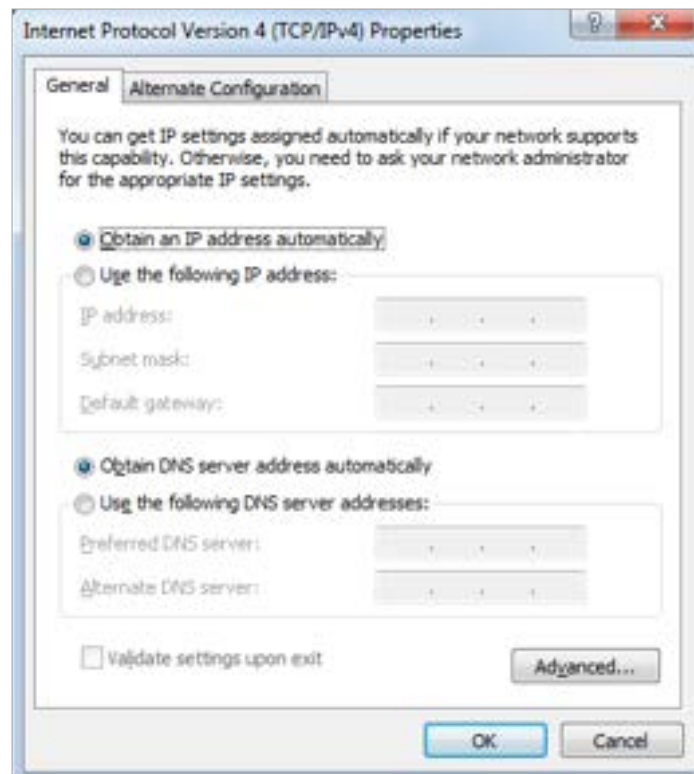 Internet Protocol Version 4 (TCP/IPv4) Properties
General
Alternate Configuration
You can get IP settings assigned automatically if your network supports
this capability. Otherwise, you need to ask your network administrator
for the appropriate IP settings.
Obtain an IP address automatically
Use the following IP address:
IP address:
Subnet mask:
Default gateway:
Obtain DNS server address automatically
Use the following DNS server addresses:
Preferred DNS server:
Alternate DNS server:
Validate settings upon exit
Advanced...
OK
Cancel